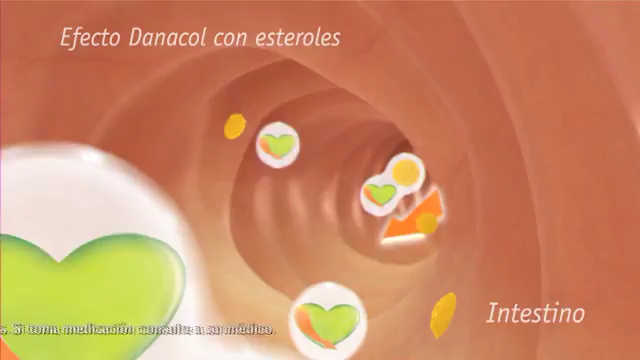 Efecto Danacol con esteroles
Si toma medicación consulte a su médico.
Intestino